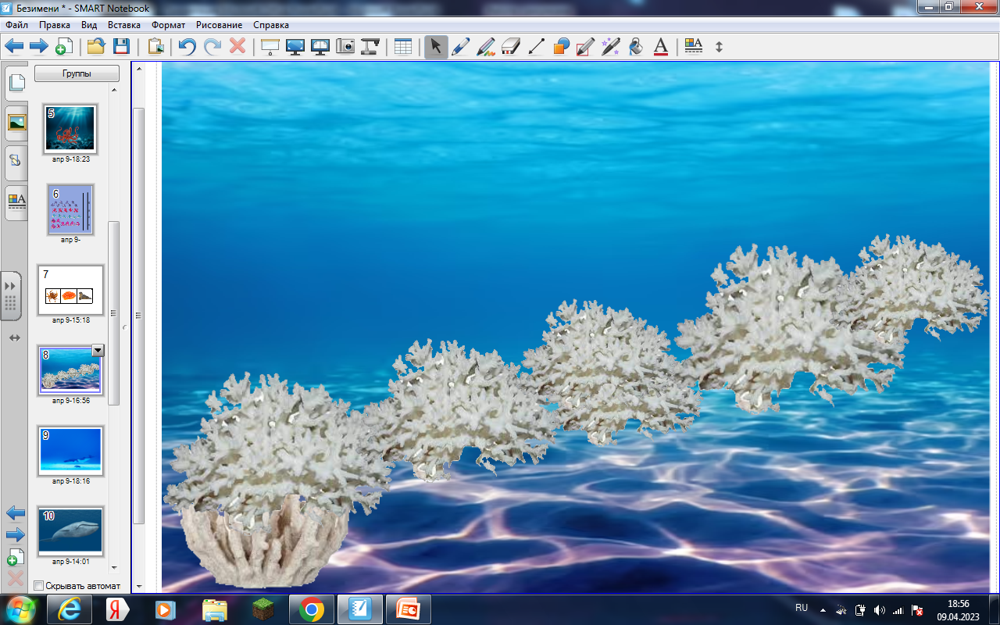 Безимени * - SMART Notebook
Файл Правка Вид Вставка Формат Рисование Справка
Группы
5
апр 9-18:23
6
апр 9-
7
апр 9-15:18
8
апр 9-16:56
9
апр 9-18:16
10
апр 9-14:01
Скрывать автомат
RU
18:56
09.04.2023